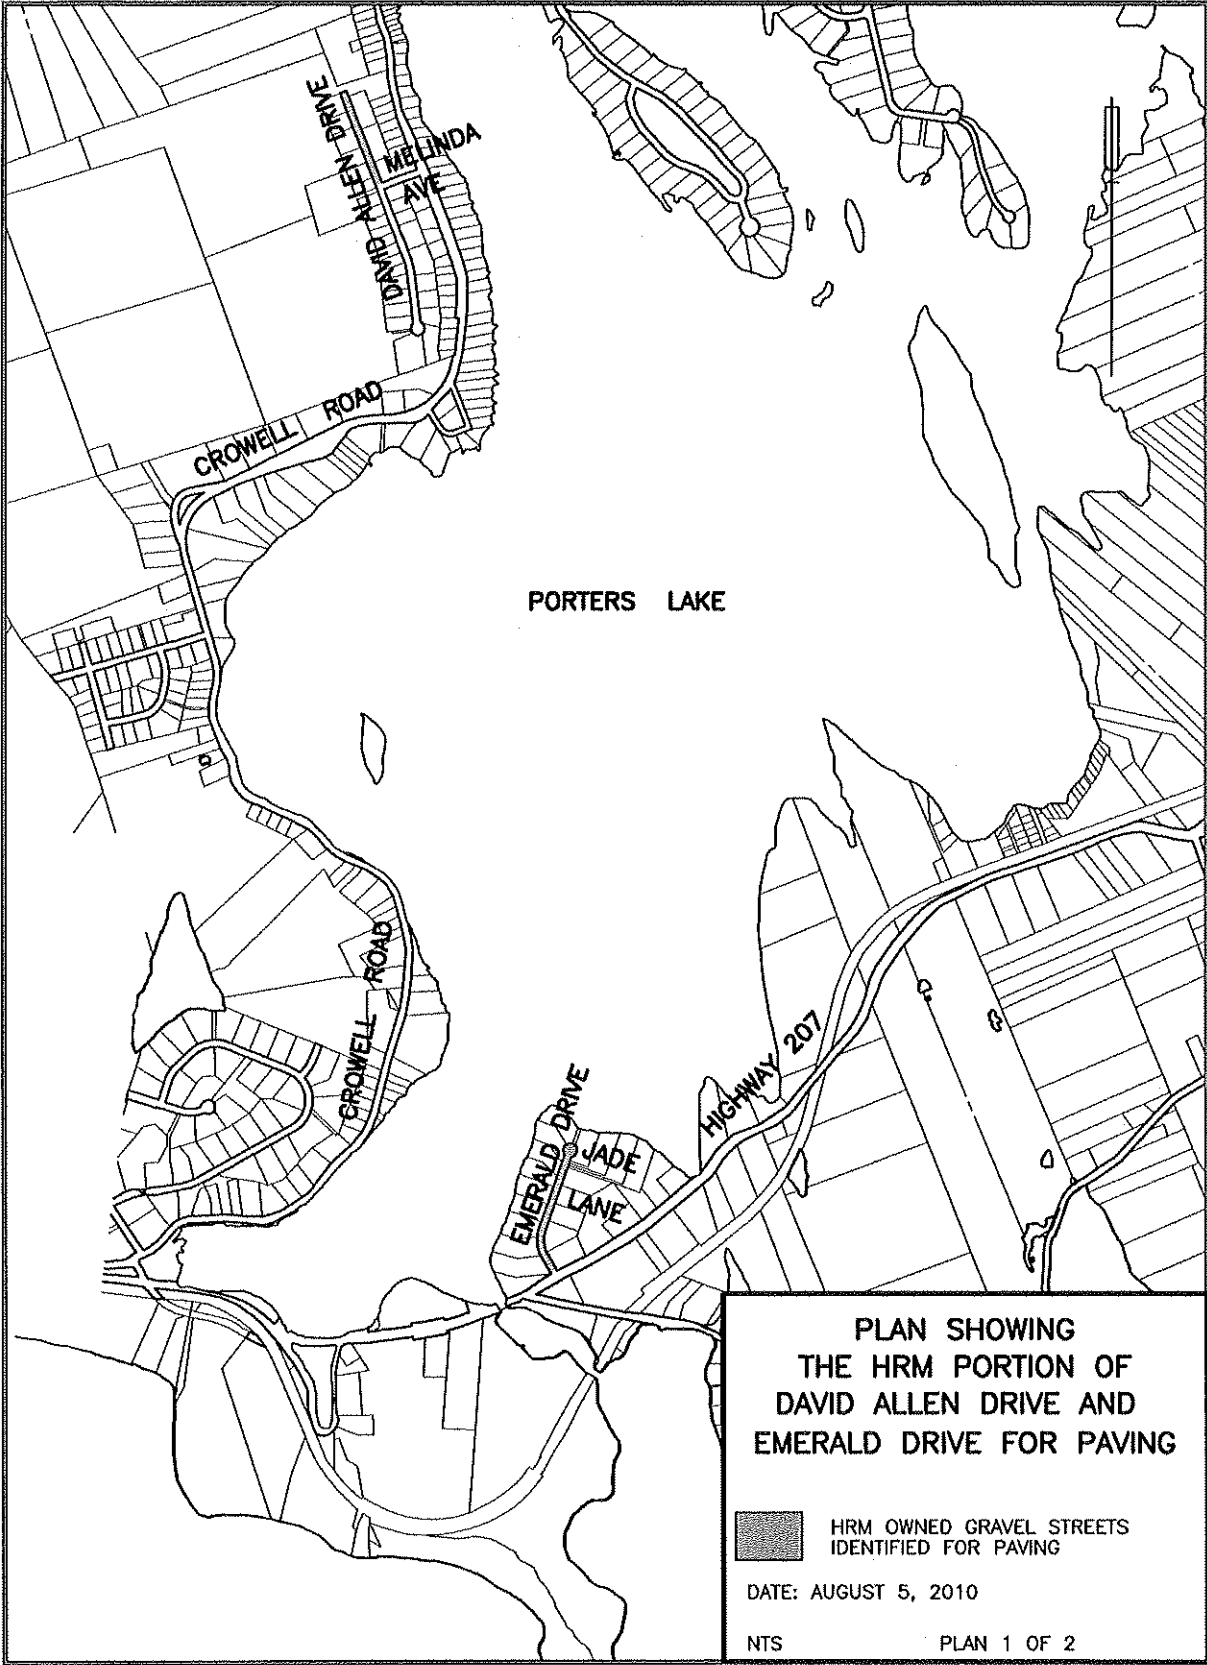 DAVID ALLEN DRIVE
MELINDA
AVE
CROWELL ROAD
PORTERS LAKE
CROWELL ROAD
HIGHWAY 207
EMERALD DRIVE
JADE
LANE
PLAN SHOWING
THE HRM PORTION OF
DAVID ALLEN DRIVE AND
EMERALD DRIVE FOR PAVING
HRM OWNED GRAVEL STREETS
IDENTIFIED FOR PAVING
DATE: AUGUST 5, 2010
NTS PLAN 1 OF 2